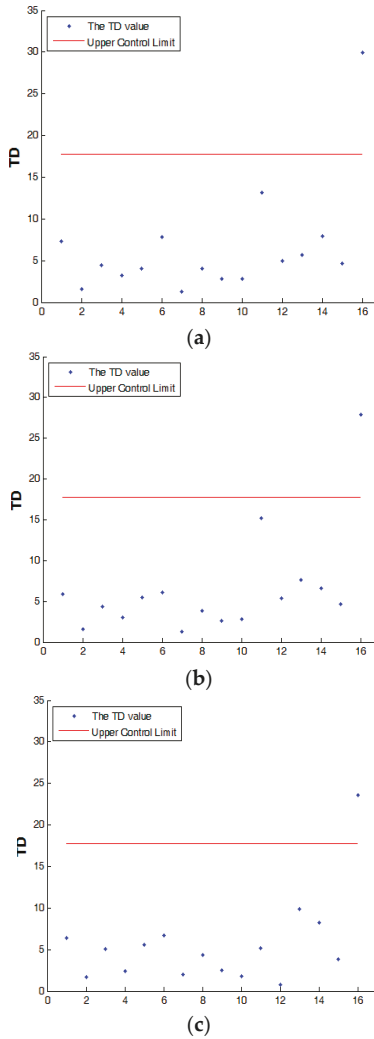 35
The TD value
Upper Control Limit
30
25
20
TD
15
10
5
0
0 2 4 6 8 10 12 14 16
(a)
35
The TD value
Upper Control Limit
30
25
20
TD
15
10
5
0
0 2 4 6 8 10 12 14 16
(b)
35
The TD value
Upper Control Limit
30
25
20
TD
15
10
5
0
0 2 4 6 8 10 12 14 16
(c)